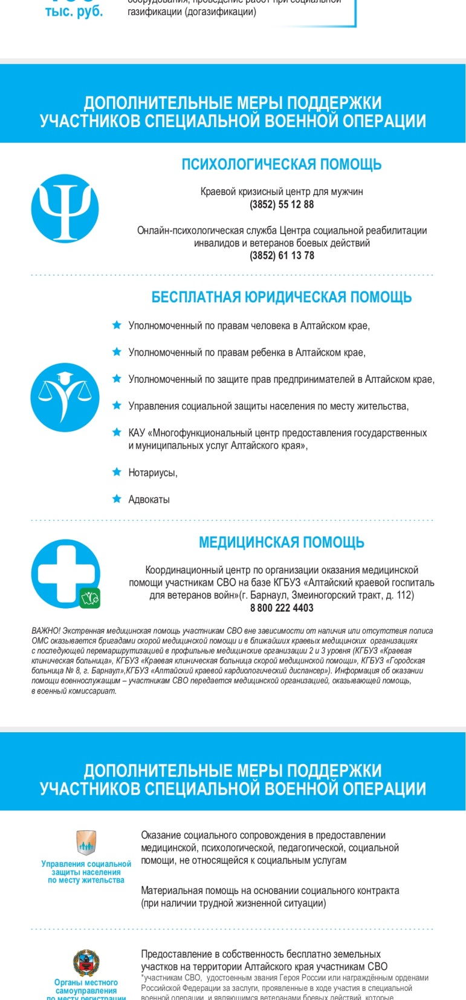 тыс. руб.
оборудования, проведение работ при социальной
газификации (догазификации)
ДОПОЛНИТЕЛЬНЫЕ МЕРЫ ПОДДЕРЖКИ
УЧАСТНИКОВ СПЕЦИАЛЬНОЙ ВОЕННОЙ ОПЕРАЦИИ
ПСИХОЛОГИЧЕСКАЯ ПОМОЩЬ
Краевой кризисный центр для мужчин
(3852) 55 12 88
Онлайн-психологическая служба Центра социальной реабилитации
инвалидов и ветеранов боевых действий
(3852) 61 13 78
БЕСПЛАТНАЯ ЮРИДИЧЕСКАЯ ПОМОЩЬ
Уполномоченный по правам человека в Алтайском крае,
Уполномоченный по правам ребенка в Алтайском крае,
Уполномоченный по защите прав предпринимателей в Алтайском крае,
Управления социальной защиты населения по месту жительства,
КАУ «Многофункциональный центр предоставления государственных
и муниципальных услуг Алтайского края»,
Нотариусы,
Адвокаты
МЕДИЦИНСКАЯ ПОМОЩЬ
Координационный центр по организации оказания медицинской
помощи участникам СВО на базе КГБУЗ «Алтайский краевой госпиталь
для ветеранов войн»(г. Барнаул, Змеиногорский тракт, д. 112)
8 800 222 4403
ВАЖНО! Экстренная медицинская помощь участникам СВО вне зависимости от наличия или отсутствия полиса
ОМС оказывается бригадами скорой медицинской помощи и в ближайших краевых медицинских организациях
с последующей перемаршрутизацией в профильные медицинские организации 2 и 3 уровня (КГБУЗ «Краевая
клиническая больница», КГБУЗ «Краевая клиническая больница скорой медицинской помощи», КГБУЗ «Городская
больница № 8, г. Барнаул»,КГБУЗ «Алтайский краевой кардиологический диспансер»). Информация об оказании
помощи военнослужащим – участникам СВО передается медицинской организацией, оказывающей помощь,
в военный комиссариат.
ДОПОЛНИТЕЛЬНЫЕ МЕРЫ ПОДДЕРЖКИ
УЧАСТНИКОВ СПЕЦИАЛЬНОЙ ВОЕННОЙ ОПЕРАЦИИ
Управления социальной
защиты населения
по месту жительства
Оказание социального сопровождения в предоставлении
медицинской, психологической, педагогической, социальной
помощи, не относящейся к социальным услугам
Материальная помощь на основании социального контракта
(при наличии трудной жизненной ситуации)
Органы местного
самоуправления
по месту регистрации
Предоставление в собственность бесплатно земельных
участков на территории Алтайского края участникам СВО
*участникам СВО, удостоенным звания Героя России или награждённым орденами
Российской Федерации за заслуги, проявленные в ходе участия в специальной
военной операции, и являющимся ветеранами боевых действий, которые